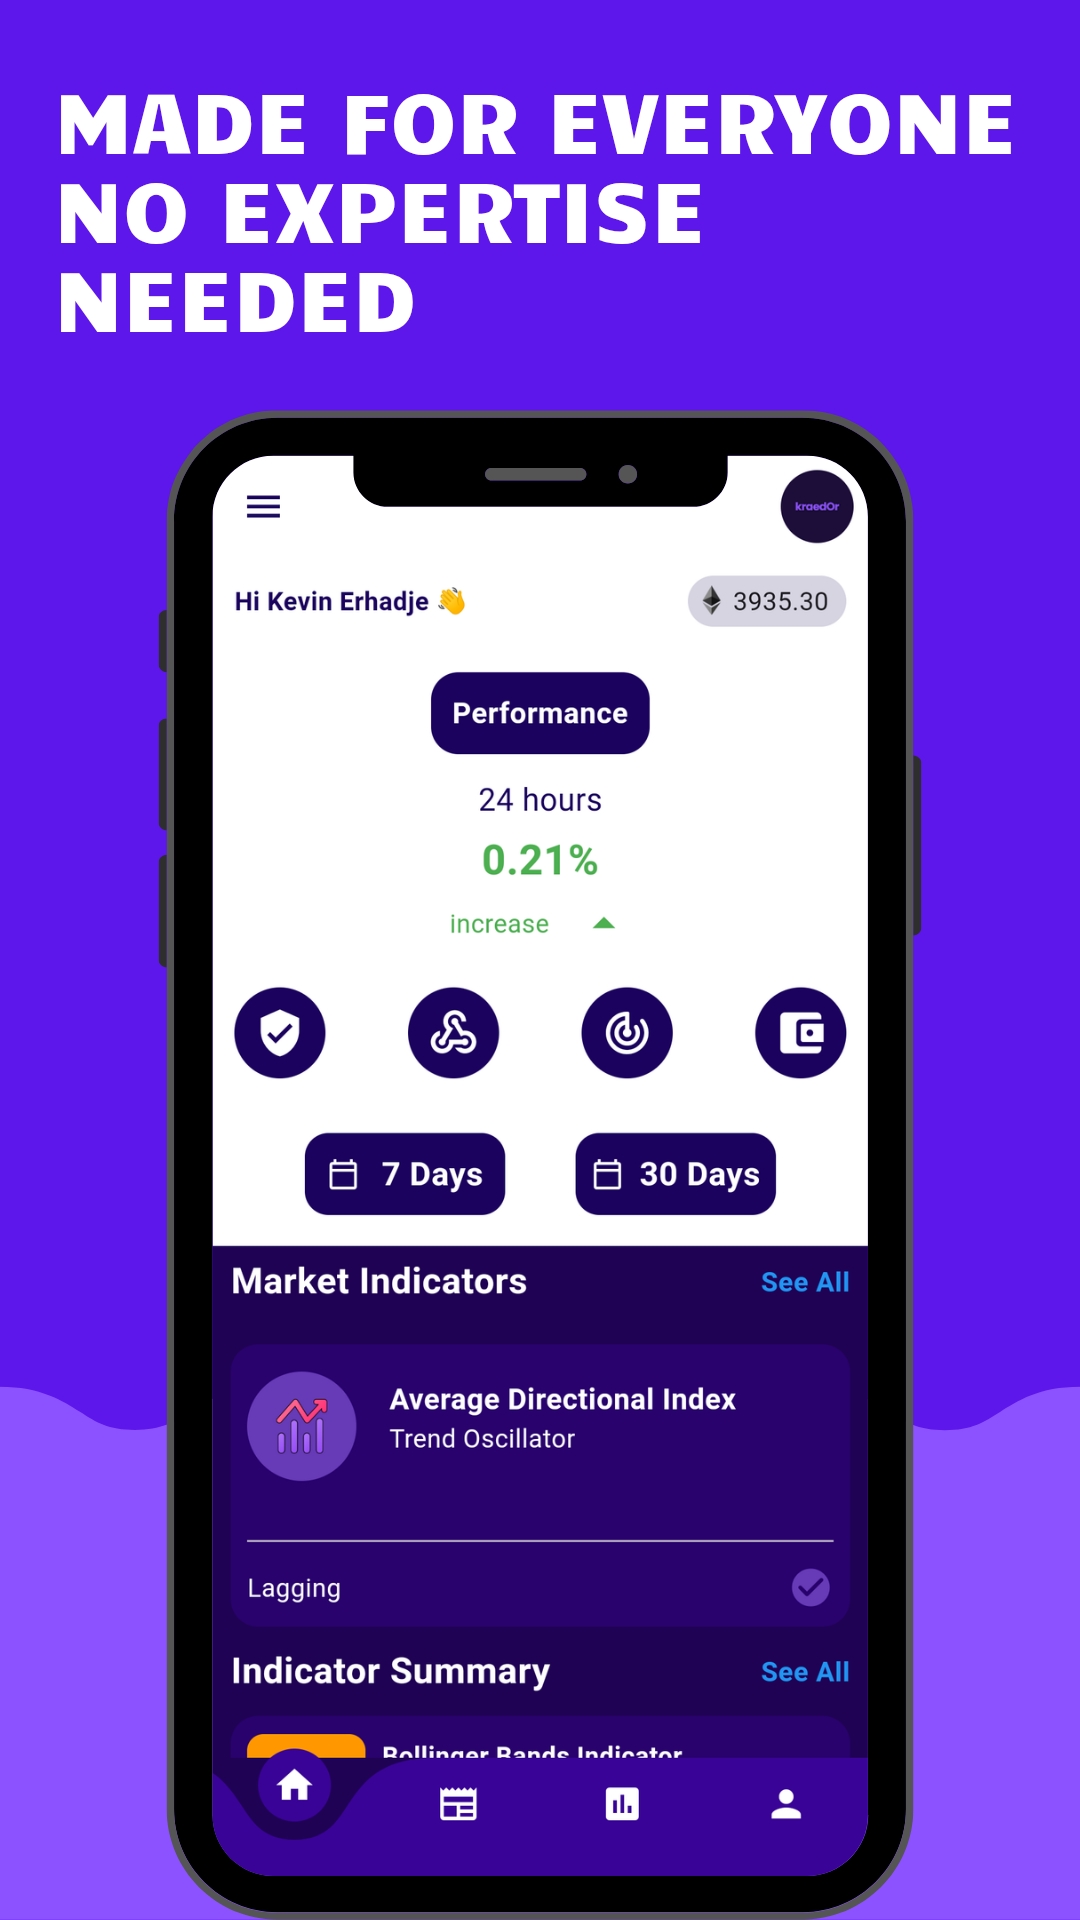 MADE FOR EVERYONE
NO EXPERTISE
NEEDED
kraedOr
Hi Kevin Erhadje 👋
3935.30
Performance
24 hours
0.21%
increase
7 Days
30 Days
Market Indicators
See All
Average Directional Index
Trend Oscillator
Lagging
Indicator Summary
See All
Bollinger Bands Indicator